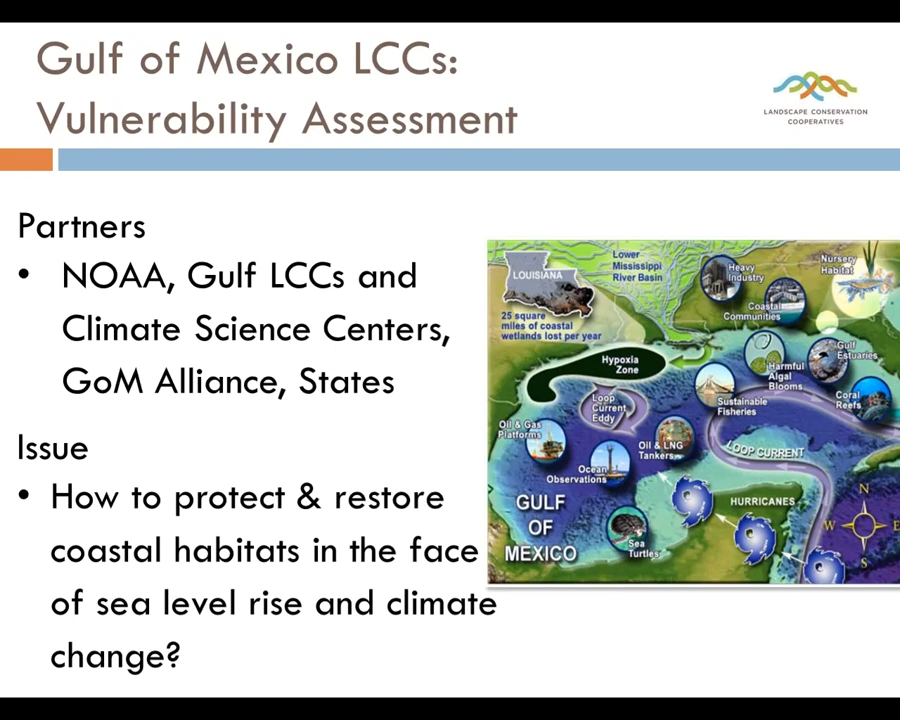 Gulf of Mexico LCCs:
Vulnerability Assessment
LANDSCAPE CONSERVATION
COOPERATIVES
Partners
• NOAA, Gulf LCCs and
Climate Science Centers,
GoM Alliance, States
Issue
• How to protect & restore
coastal habitats in the face
of sea level rise and climate
change?
LOUISIANA
25 square
miles of coastal
wetlands lost per year
Lower
Mississippi
River Basin
Heavy
Industry
Nursery
Habitat
Coastal
Communities
Gulf
Estuaries
Hypoxia
Zone
Harmful
Algal
Blooms
Coral
Reefs
Loop
Current
Eddy
Sustainable
Fisheries
Oil & Gas
Platforms
Oil & LNG
Tankers
LOOP CURRENT
Ocean
Observations
GULF
OF
MEXICO
HURRICANES
Sea
Turtles
N
W
E
S